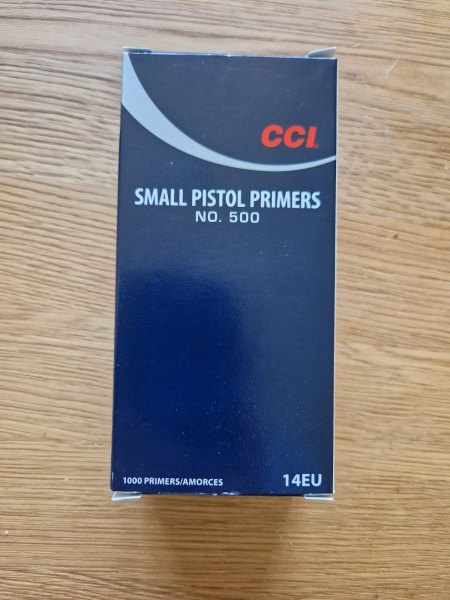 CCI
SMALL PISTOL PRIMERS
NO. 500
1000 PRIMERS/AMORCES
14EU